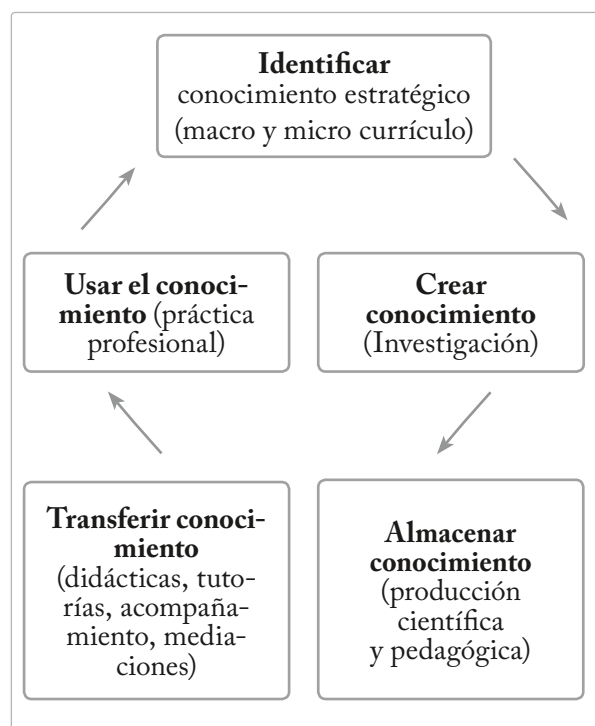 Identificar
conocimiento estratégico
(macro y micro currículo)
Usar el conoci-
miento (práctica
profesional)
Crear
conocimiento
(Investigación)
Transferir conoci-
miento
(didácticas, tuto-
rías, acompaña-
miento, media-
ciones)
Almacenar
conocimiento
(producción
científica
y pedagógica)